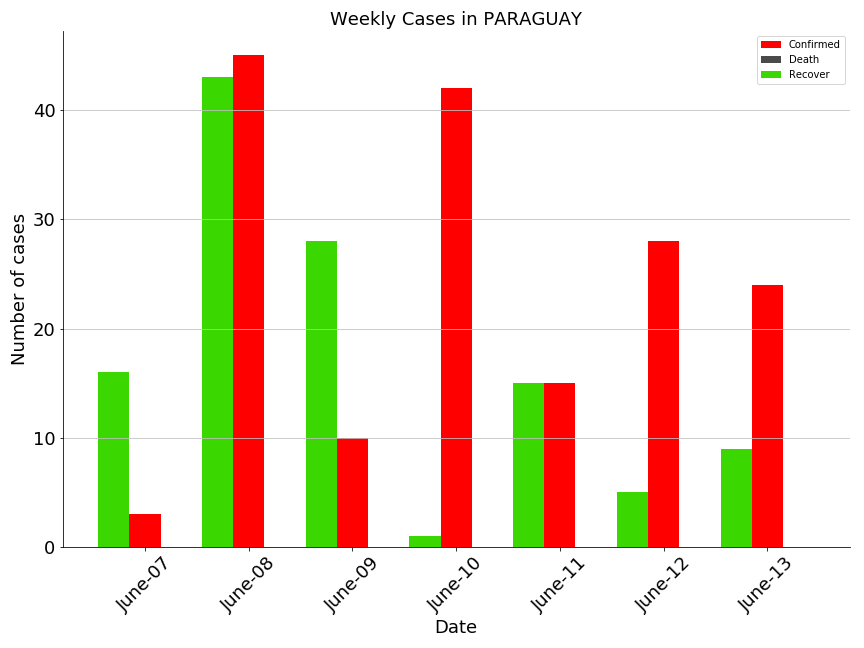 Weekly Cases in PARAGUAY
Confirmed
Death
Recover
Number of cases
40
30
20
10
0
June-07
June-08
June-09
June-10
June-11
June-12
June-13
Date